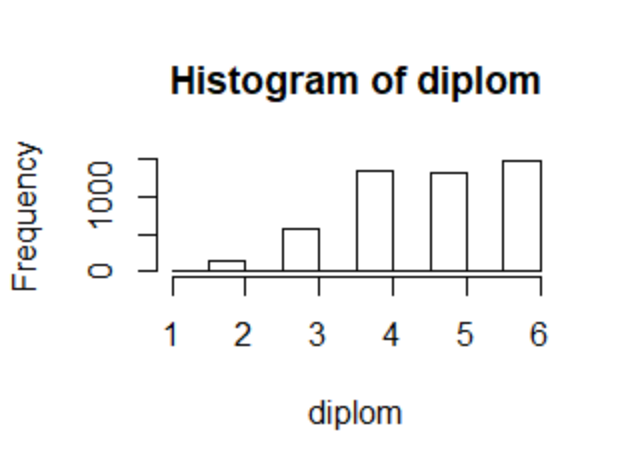 Histogram of diplom
Frequency
1000
0
1 2 3 4 5 6
diplom